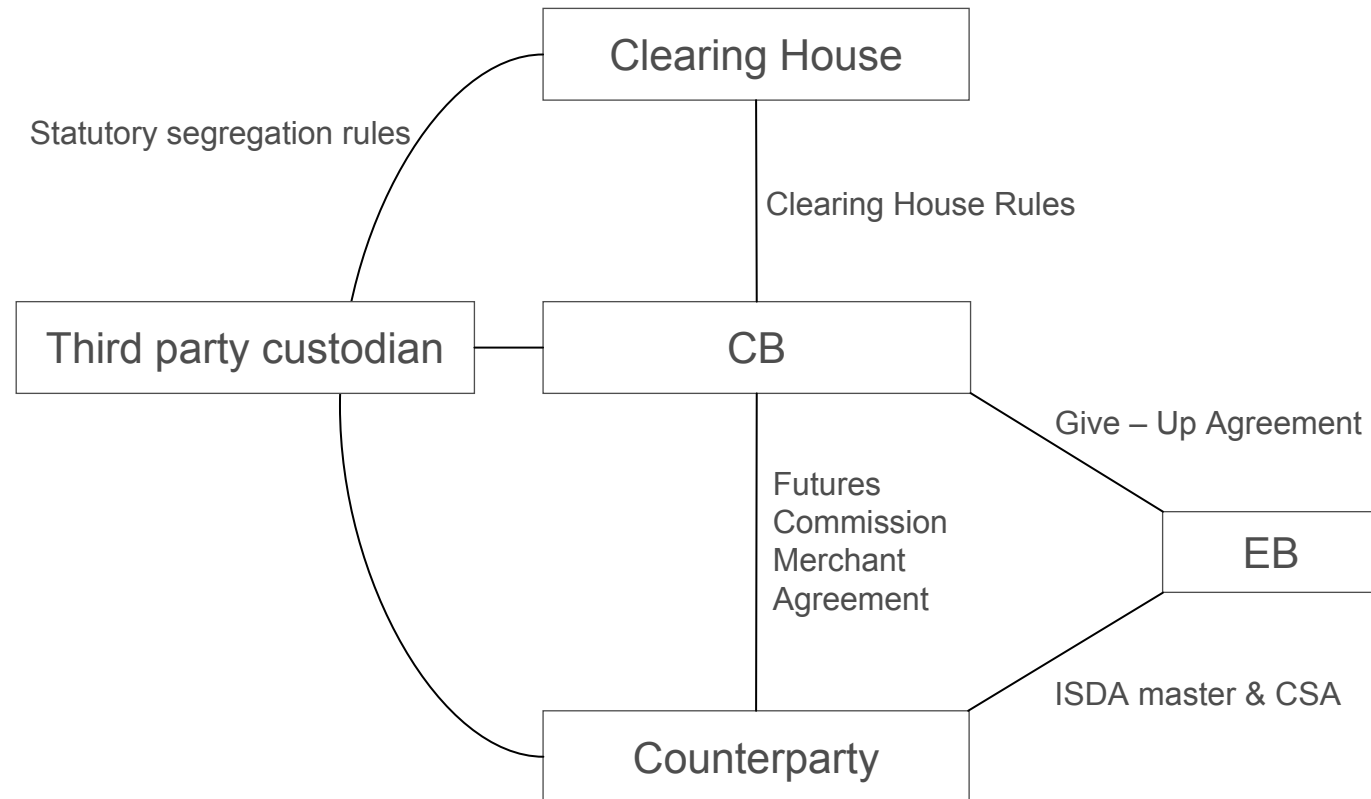 Clearing House
Statutory segregation rules
Clearing House Rules
Third party custodian
CB
Give – Up Agreement
Futures
Commission
Merchant
Agreement
EB
ISDA master & CSA
Counterparty